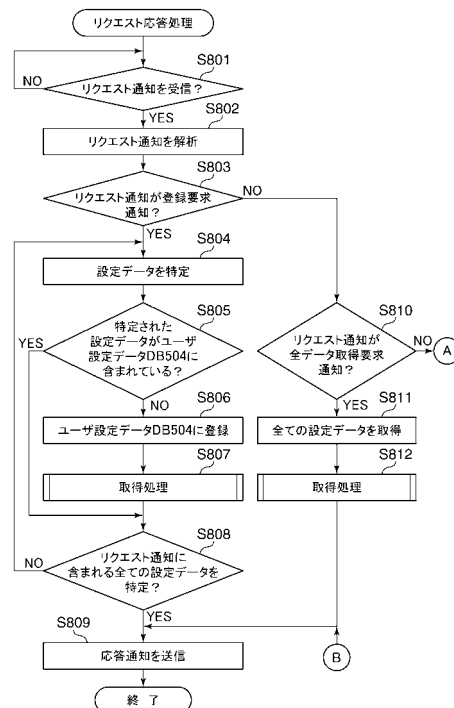 リクエスト応答処理
S801
リクエスト通知を受信？
NO
YES
S802
リクエスト通知を解析
S803
リクエスト通知が登録要求
通知？
NO
YES
S804
設定データを特定
S805
特定された
設定データがユーザ
設定データDB504に
含まれている？
YES
NO
S806
ユーザ設定データDB504に登録
S807
取得処理
S808
リクエスト通知に
含まれる全ての設定データを
特定？
NO
YES
S809
応答通知を送信
終了
S810
リクエスト通知が
全データ取得要求
通知？
NO
A
YES
S811
全ての設定データを取得
S812
取得処理
B